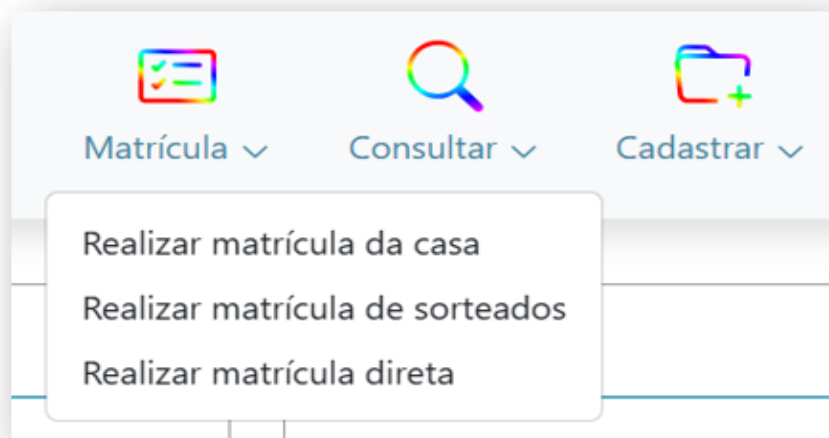 Matrícula
Consultar
Cadastrar
Realizar matrícula da casa
Realizar matrícula de sorteados
Realizar matrícula direta